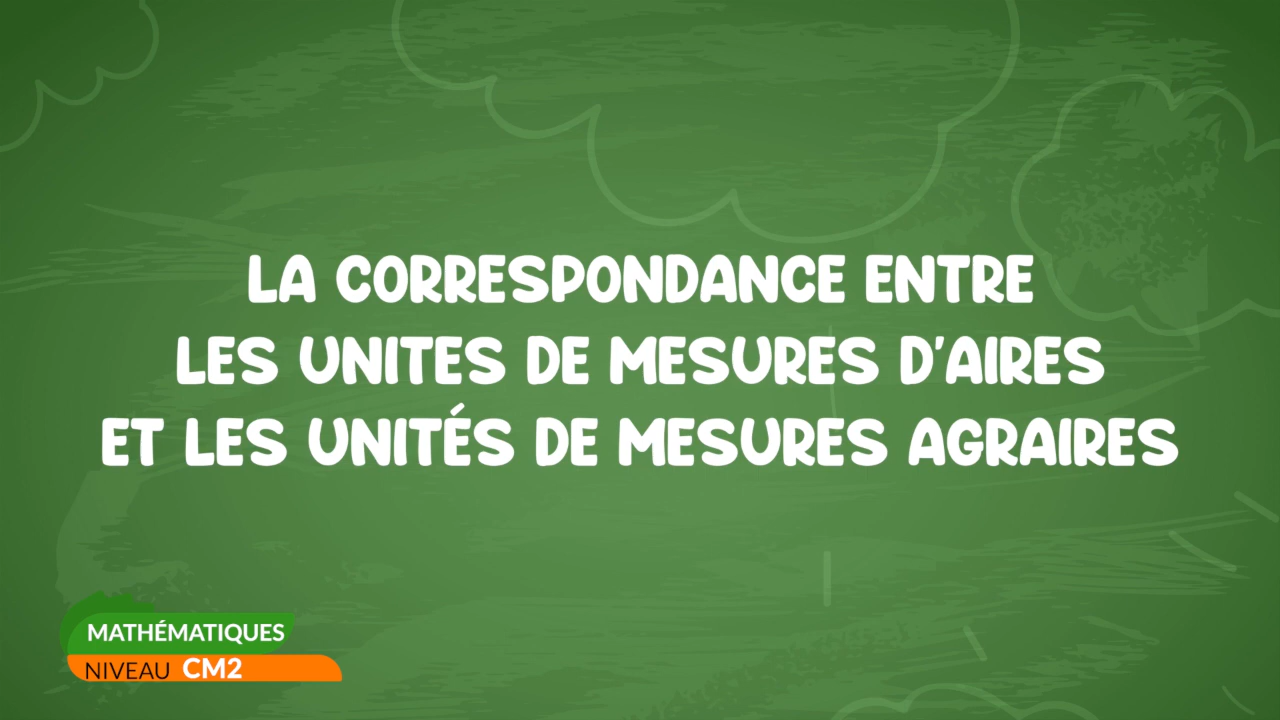 LA CORRESPONDANCE ENTRE
LES UNITES DE MESURES D'AIRES
ET LES UNITÉS DE MESURES AGRAIRES
MATHÉMATIQUES
NIVEAU CM2